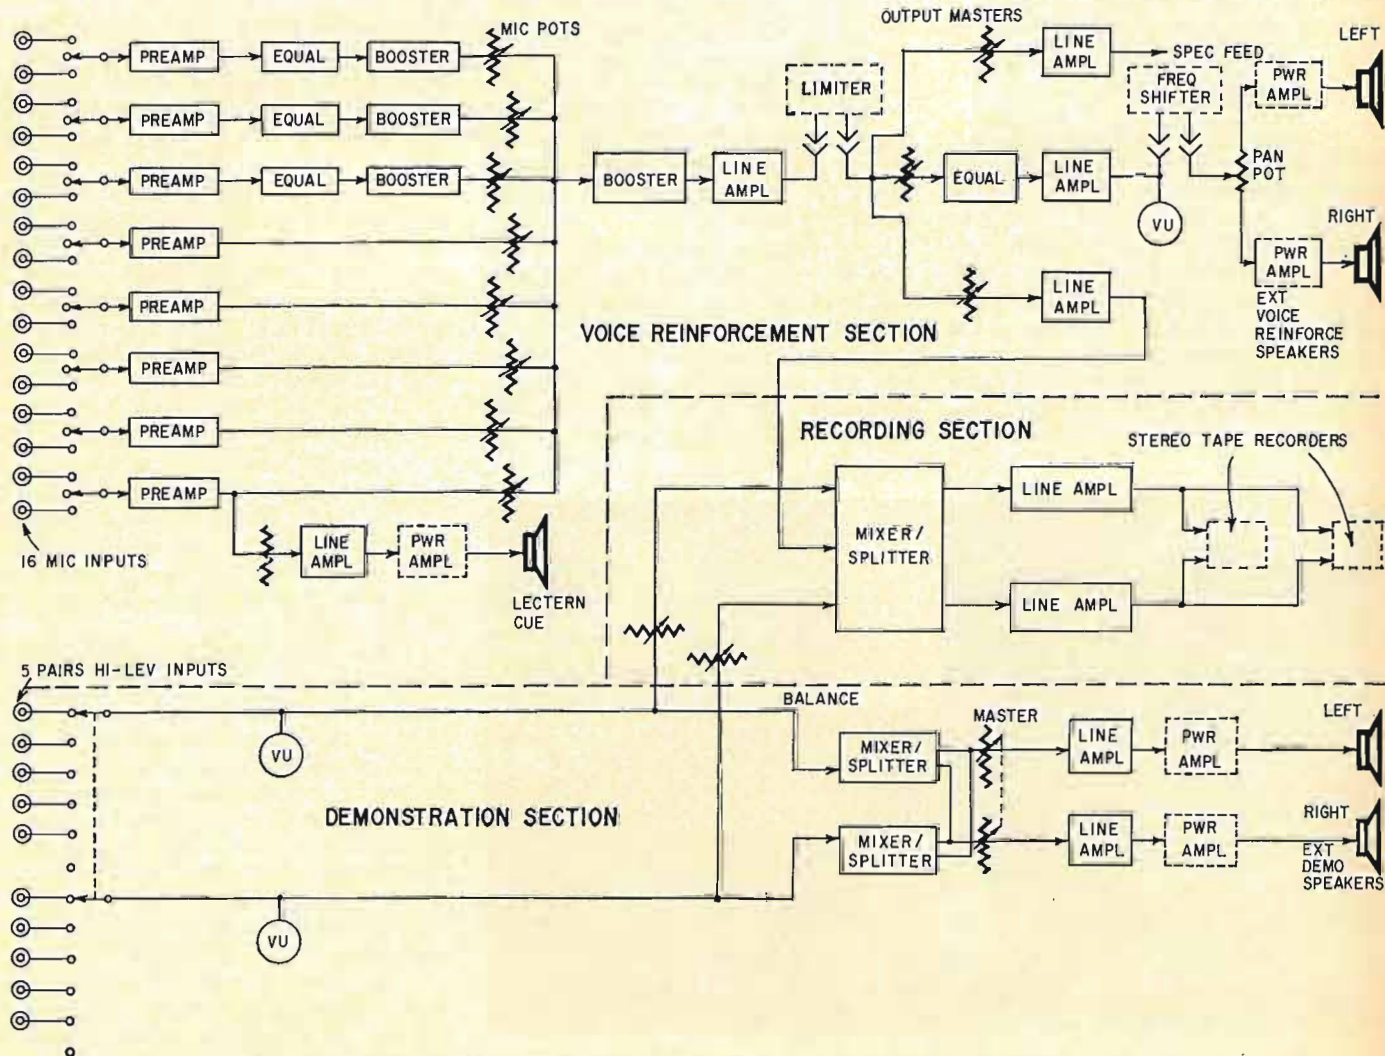 OUTPUT MASTERS
MIC POTS
LEFT
PREAMP
EQUAL
BOOSTER
LINE
AMPL
SPEC FEED
LIMITER
FREQ
SHIFTER
PWR
AMPL
PREAMP
EQUAL
BOOSTER
PREAMP
EQUAL
BOOSTER
BOOSTER
LINE
AMPL
EQUAL
LINE
AMPL
PAN
POT
VU
RIGHT
PREAMP
PWR
AMPL
EXT
VOICE
REINFORCE
SPEAKERS
PREAMP
LINE
AMPL
VOICE REINFORCEMENT SECTION
PREAMP
PREAMP
RECORDING SECTION
STEREO TAPE RECORDERS
PREAMP
LINE AMPL
MIXER/
SPLITTER
LINE AMPL
16 MIC INPUTS
LINE
AMPL
PWR
AMPL
LECTERN
CUE
5 PAIRS HI-LEV INPUTS
BALANCE
VU
MIXER/
SPLITTER
MASTER
LINE
AMPL
PWR
AMPL
LEFT
DEMONSTRATION SECTION
MIXER/
SPLITTER
LINE
AMPL
PWR
AMPL
RIGHT
EXT
DEMO
SPEAKERS
VU